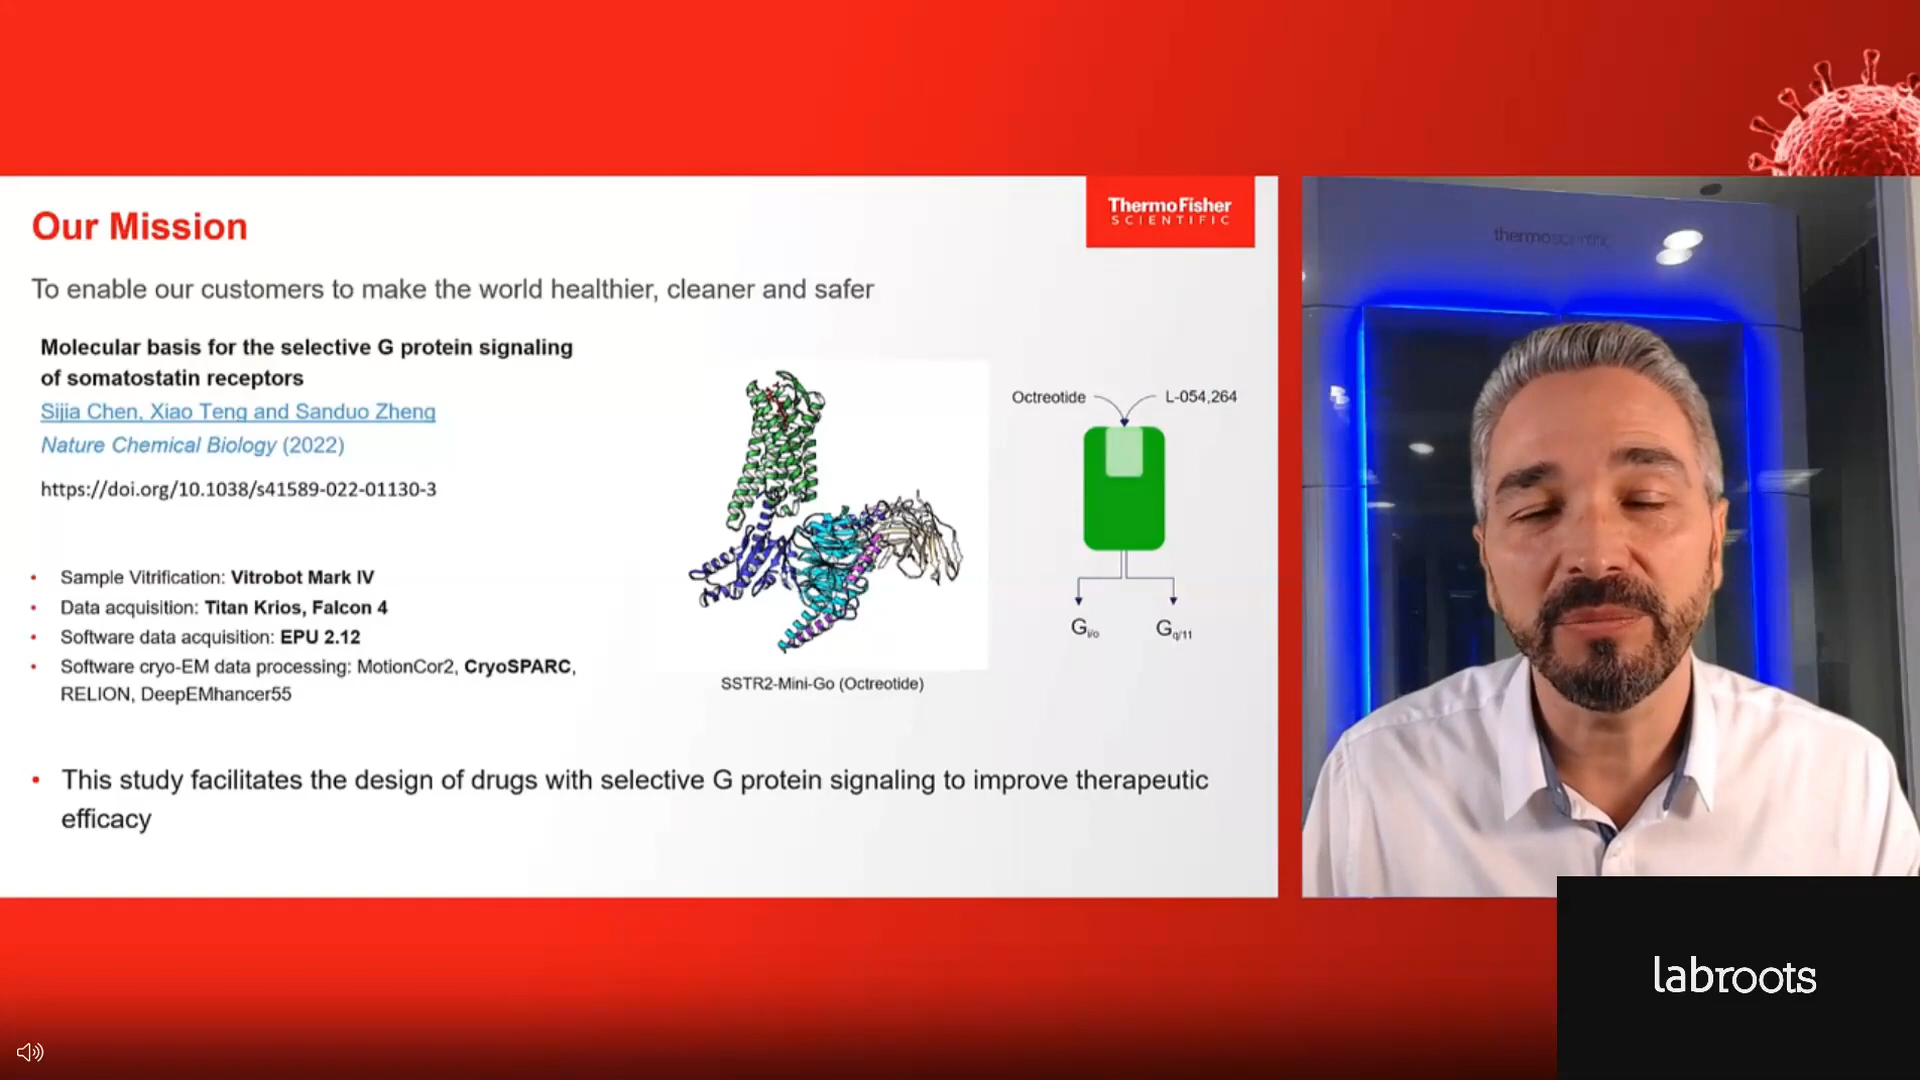 Our Mission
ThermoFisher
SCIENTIFIC
To enable our customers to make the world healthier, cleaner and safer
Molecular basis for the selective G protein signaling
of somatostatin receptors
Sijia Chen, Xiao Teng and Sanduo Zheng
Nature Chemical Biology (2022)
https://doi.org/10.1038/s41589-022-01130-3
• Sample Vitrification: Vitrobot Mark IV
• Data acquisition: Titan Krios, Falcon 4
• Software data acquisition: EPU 2.12
• Software cryo-EM data processing: MotionCor2, CryoSPARC,
RELION, DeepEMhancer55
SSTR2-Mini-Go (Octreotide)
Octreotide
L-054,264
Gi/o
Gq/11
• This study facilitates the design of drugs with selective G protein signaling to improve therapeutic
efficacy
thermoscientific
labroots